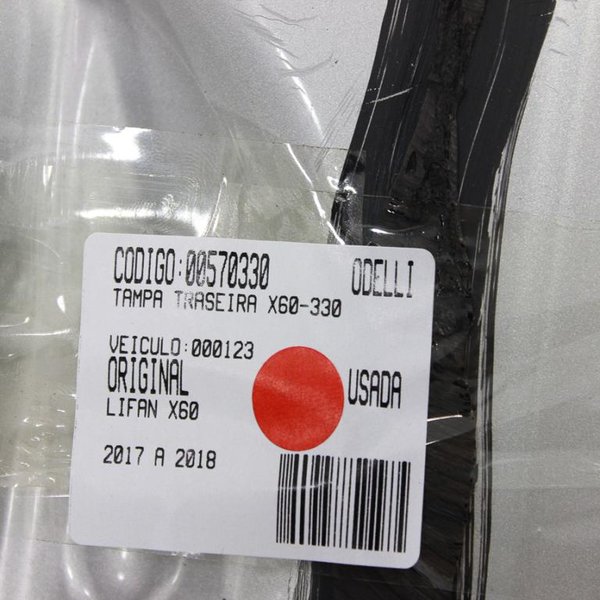 CODIGO:00570330 ODELLI
TAMPA TRASEIRA X60-330
VEICULO:000123
ORIGINAL USADA
LIFAN X60
2017 A 2018